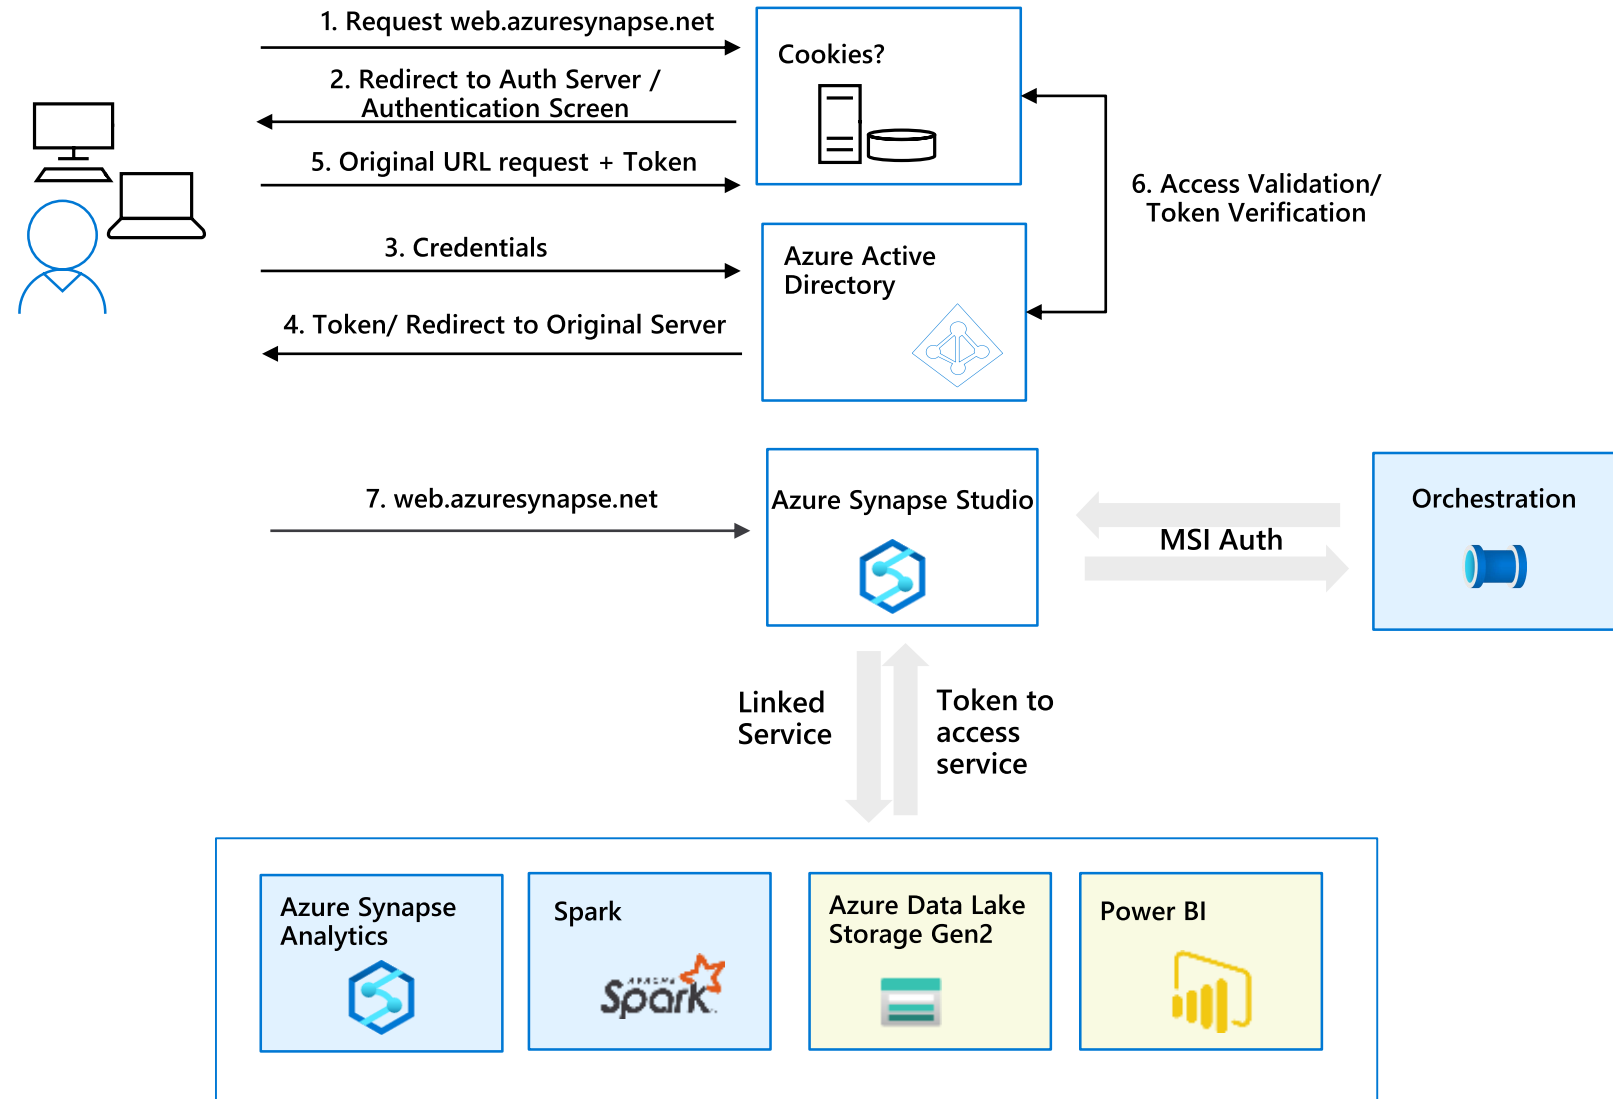 1. Request web.azuresynapse.net
2. Redirect to Auth Server /
Authentication Screen
5. Original URL request + Token
3. Credentials
4. Token/ Redirect to Original Server
Cookies?
6. Access Validation/
Token Verification
Azure Active
Directory
7. web.azuresynapse.net
Azure Synapse Studio
MSI Auth
Orchestration
Linked
Service
Token to
access
service
Azure Synapse
Analytics
Spark
APACHE
Spark
Azure Data Lake
Storage Gen2
Power BI